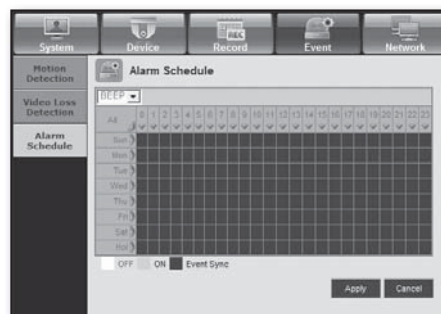 System Device Record Event Network
Motion
Detection
Alarm Schedule
BEEP
Video Loss
Detection
All 0 1 2 3 4 5 6 7 8 9 10 11 12 13 14 15 16 17 18 19 20 21 22 23
Alarm
Schedule
Sun
Mon
Tue
Wed
Thu
Fri
Sat
Hol
OFF ON Event Sync
Apply Cancel